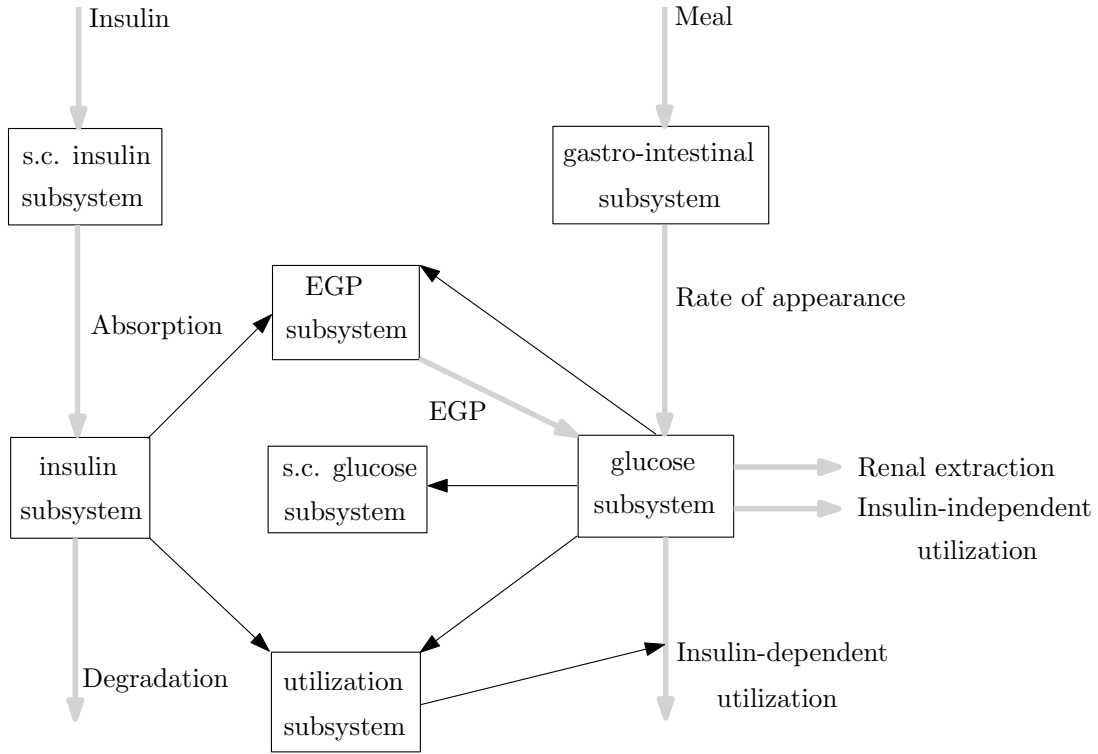 Insulin
Meal
s.c. insulin
subsystem
gastro-intestinal
subsystem
EGP
subsystem
Rate of appearance
Absorption
EGP
insulin
subsystem
s.c. glucose
subsystem
glucose
subsystem
Renal extraction
Insulin-independent
utilization
Degradation
utilization
subsystem
Insulin-dependent
utilization